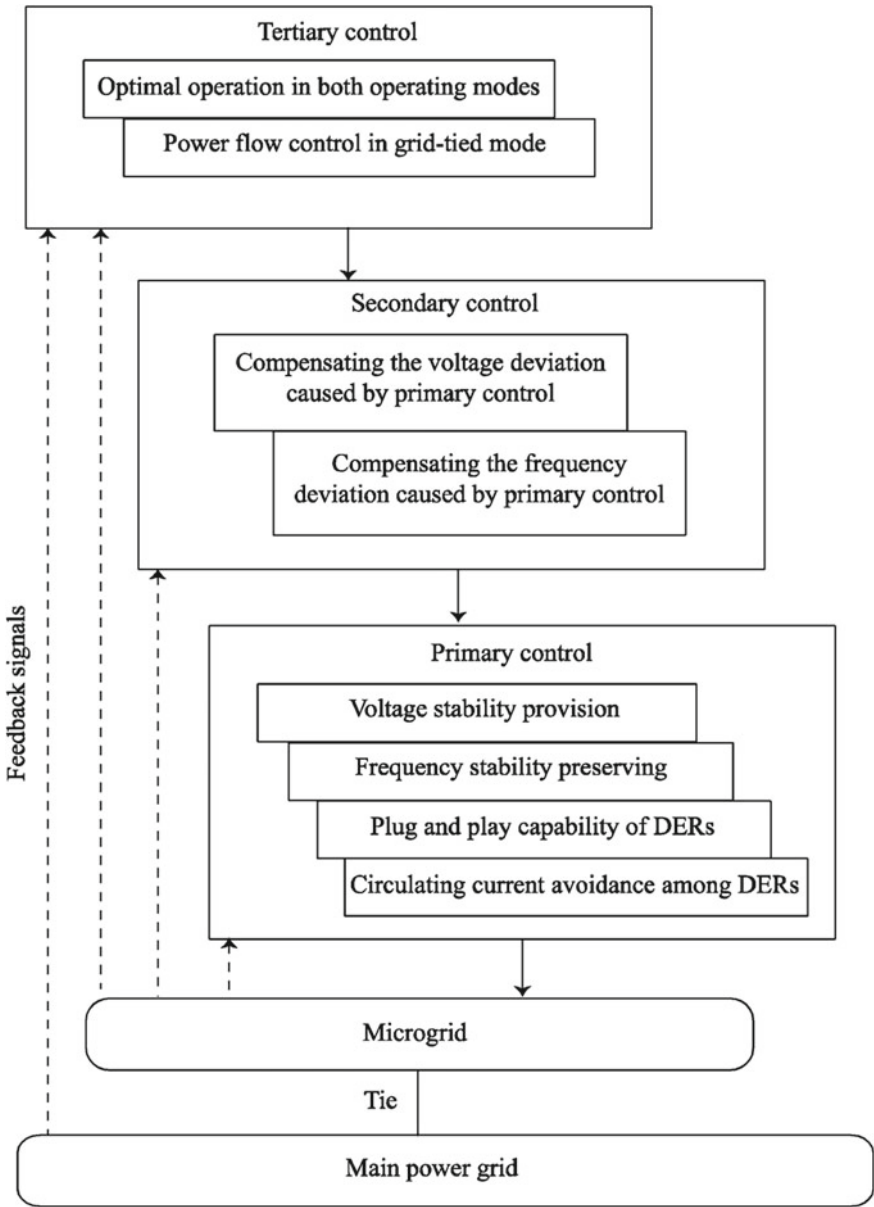 Tertiary control
Optimal operation in both operating modes
Power flow control in grid-tied mode
Secondary control
Compensating the voltage deviation
caused by primary control
Compensating the frequency
deviation caused by primary control
Primary control
Voltage stability provision
Frequency stability preserving
Plug and play capability of DERs
Circulating current avoidance among DERs
Feedback signals
Microgrid
Tie
Main power grid